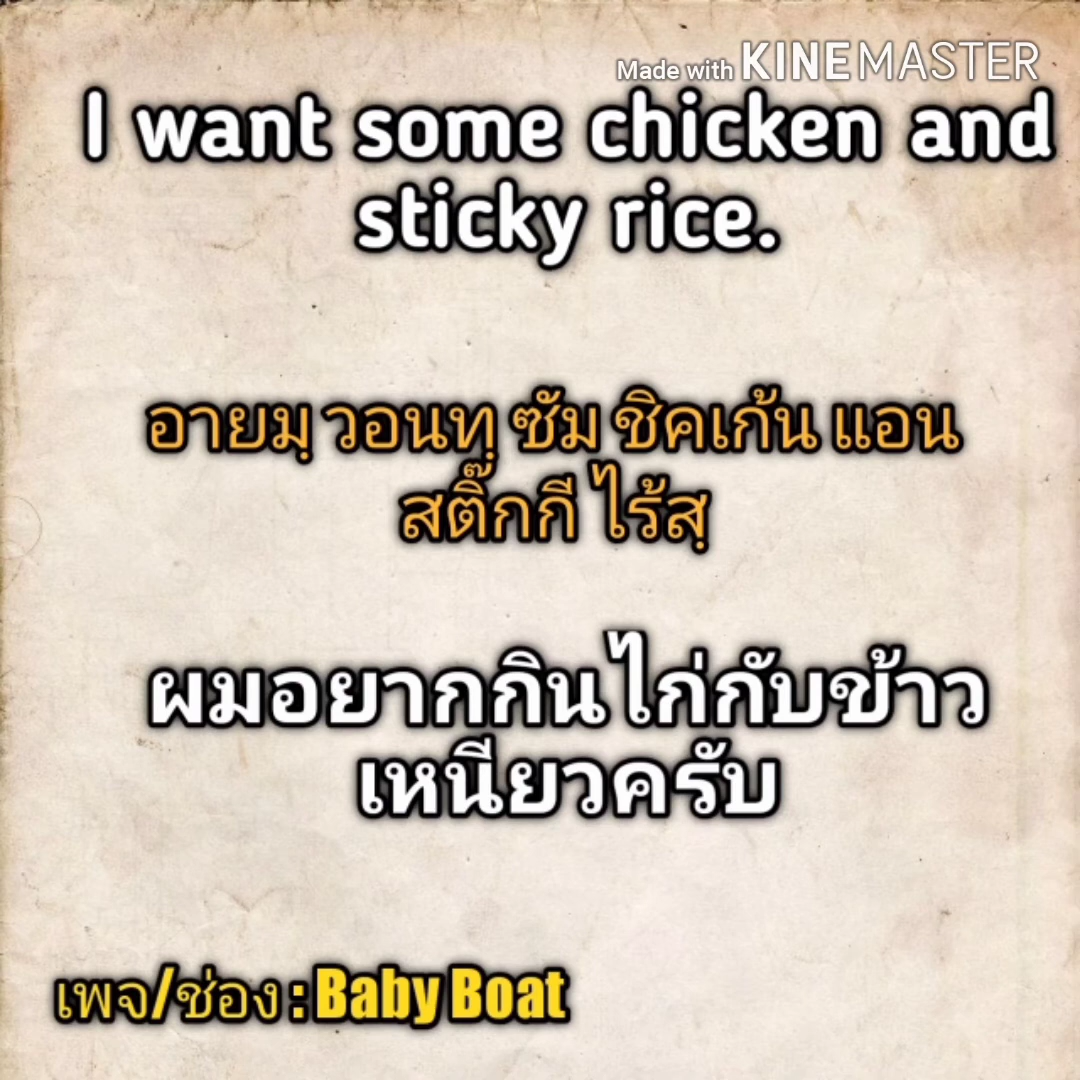 Made with KINEMASTER
I want some chicken and
sticky rice.
อายมฺ วอนทฺ ซัม ชิคเก้น แอน
สติ๊กกี ไร้สฺ
ผมอยากกินไก่กับข้าว
เหนียวครับ
เพจ/ช่อง : Baby Boat